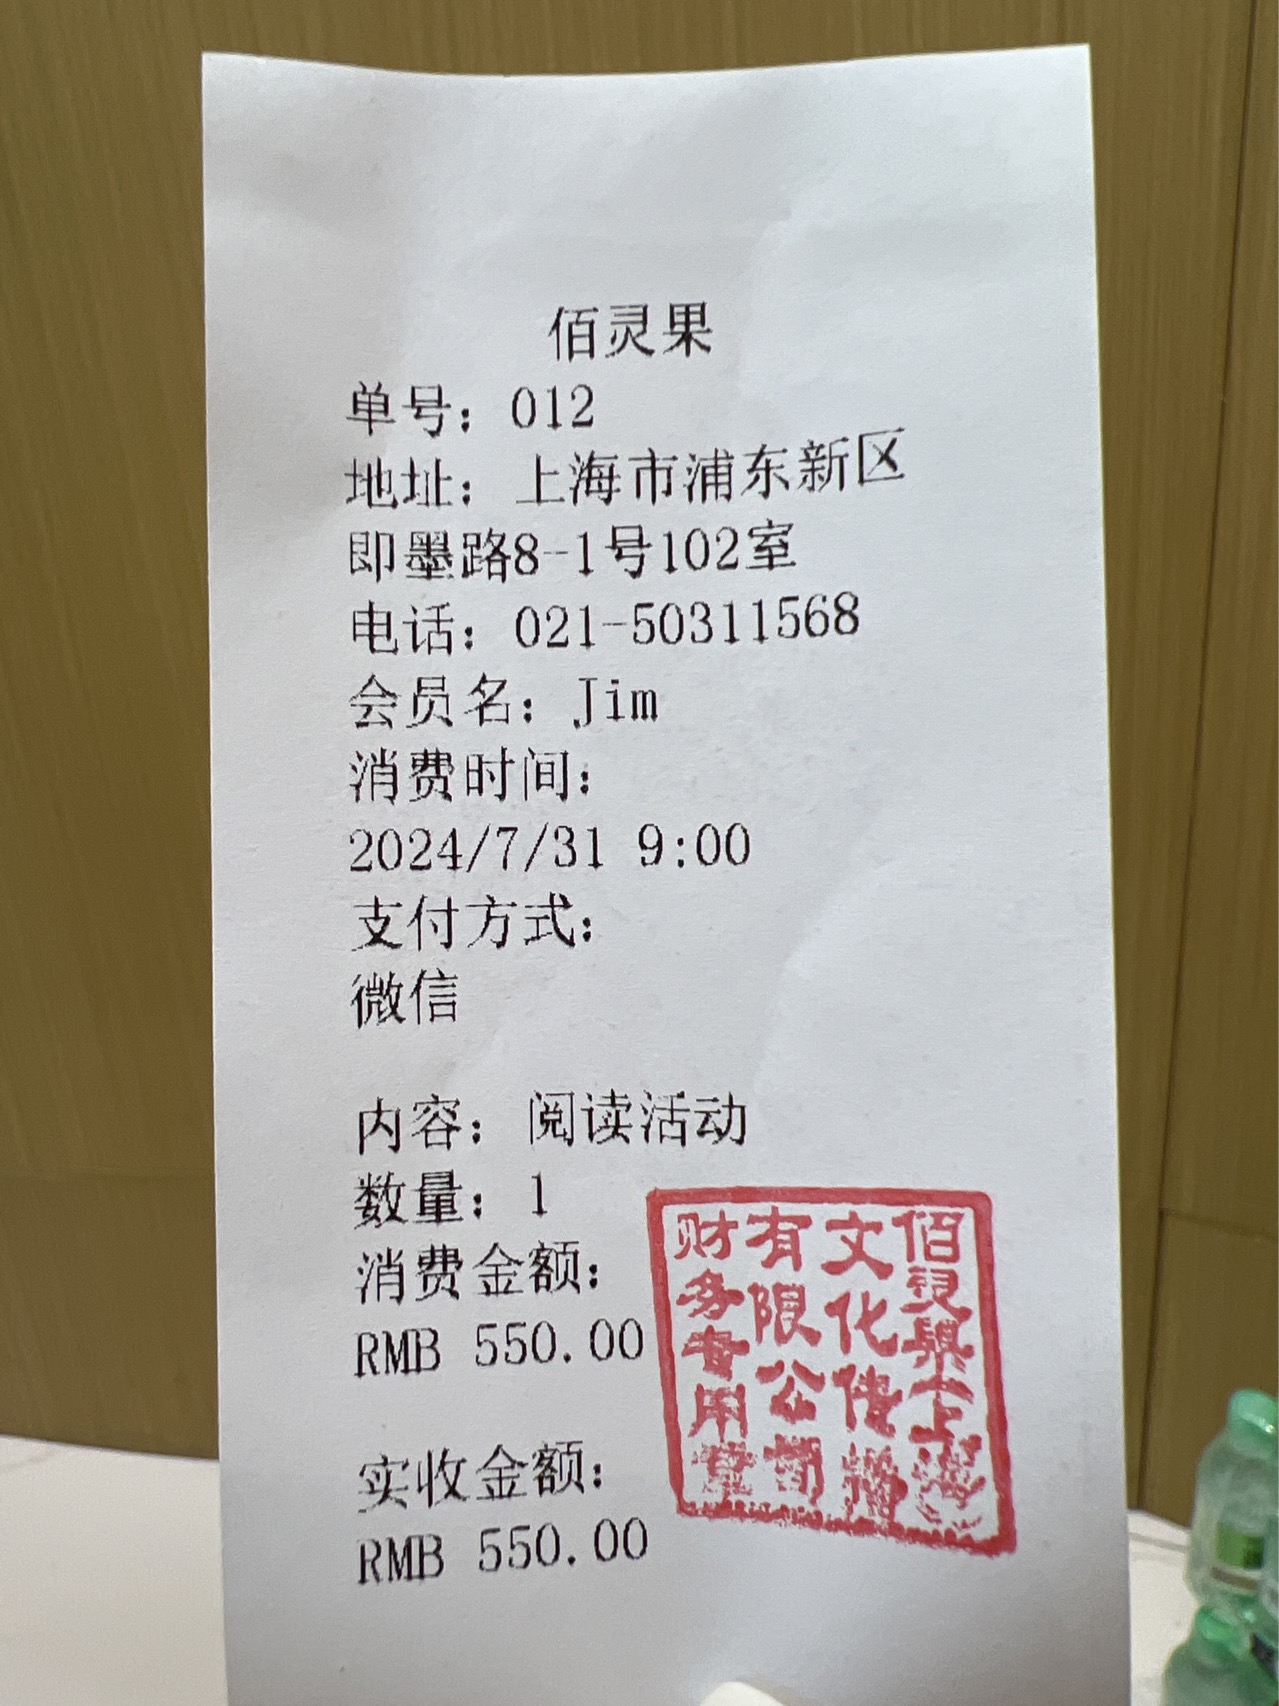 佰灵果
单号：012
地址：上海市浦东新区
即墨路8-1号102室
电话：021-50311568
会员名：Jim
消费时间：
2024/7/31 9:00
支付方式：
微信
内容：阅读活动
数量：1
消费金额：
RMB 550.00
实收金额：
RMB 550.00
佰灵果（上海
文化传播
有限公司
财务专用章